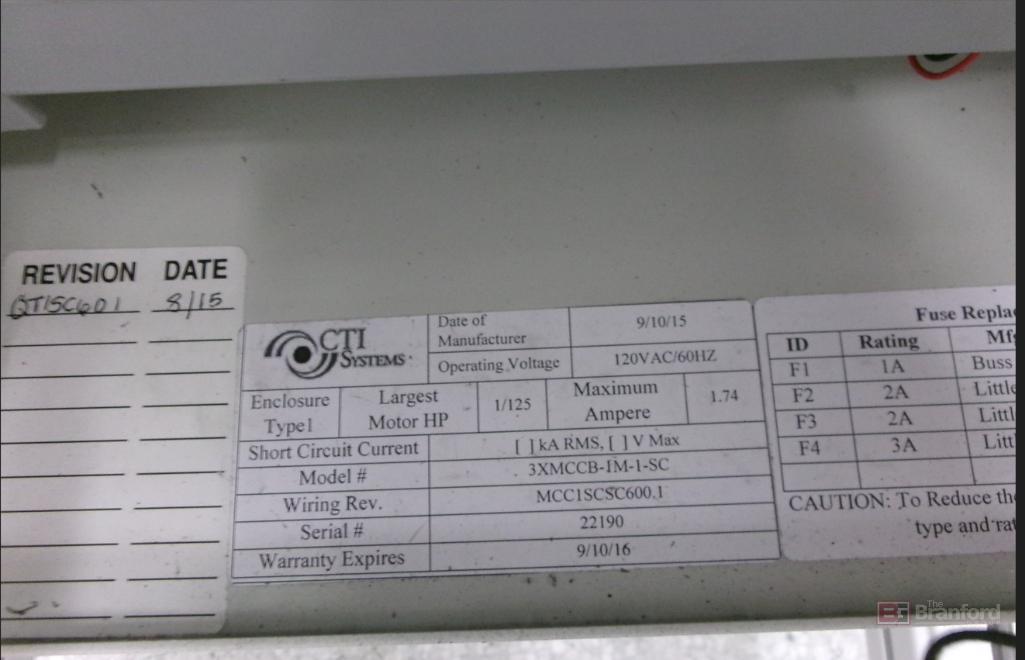 REVISION DATE
QTISC601 8/15
CTI
SYSTEMS
Date of
Manufacturer
9/10/15
Operating Voltage 120VAC/60HZ
Enclosure
Type1
Largest
Motor HP
1/125
Maximum
Ampere
1.74
Short Circuit Current [ ] kA RMS, [ ] V Max
Model # 3XMCCB-1M-1-SC
Wiring Rev. MCC1SCSC600.1
Serial # 22190
Warranty Expires 9/10/16
Fuse Repla
ID Rating Mf
F1 1A Buss
F2 2A Little
F3 2A Littl
F4 3A Litt
CAUTION: To Reduce the
type and rat
The
Branford